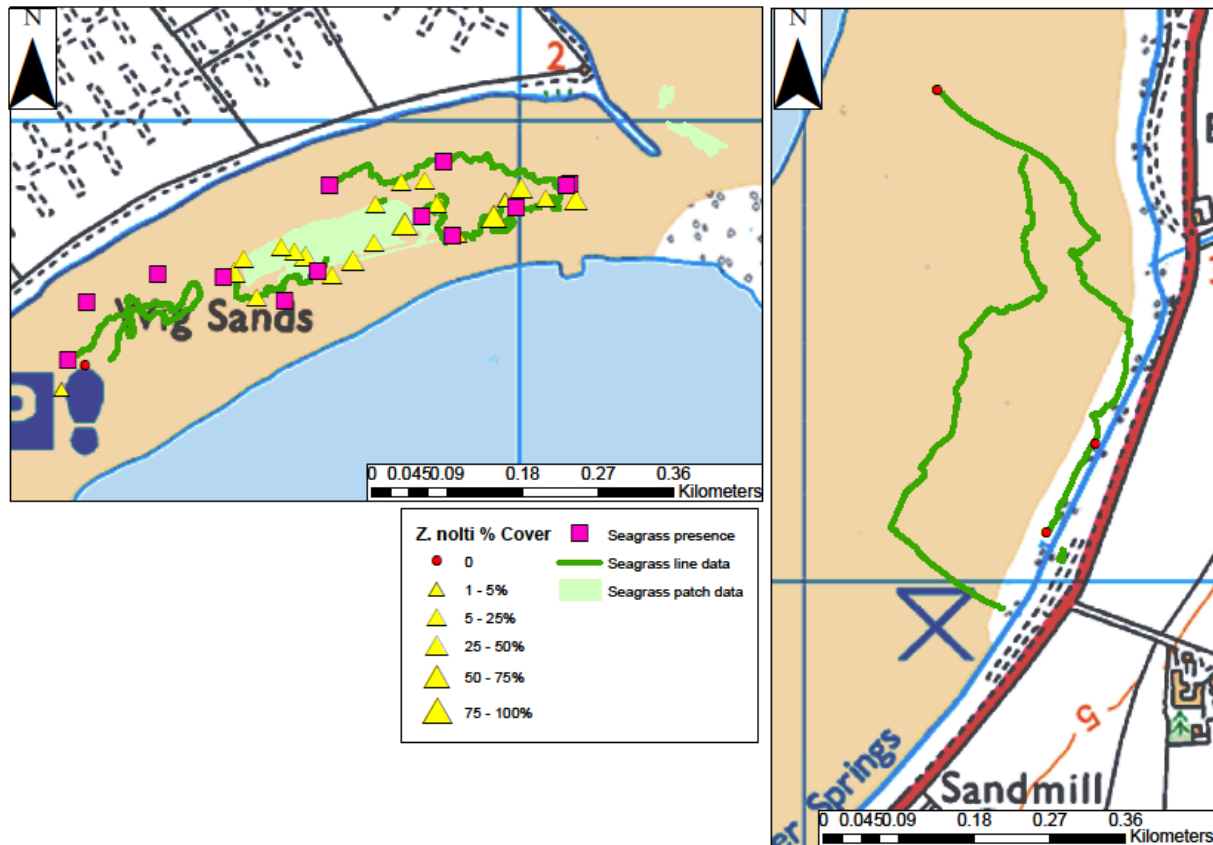 N
2
Wig Sands
P
0 0.045 0.09 0.18 0.27 0.36
Kilometers
Z. nolti % Cover
0
1 - 5%
5 - 25%
25 - 50%
50 - 75%
75 - 100%
Seagrass presence
Seagrass line data
Seagrass patch data
N
5
Springs
Sandmill
0 0.045 0.09 0.18 0.27 0.36
Kilometers